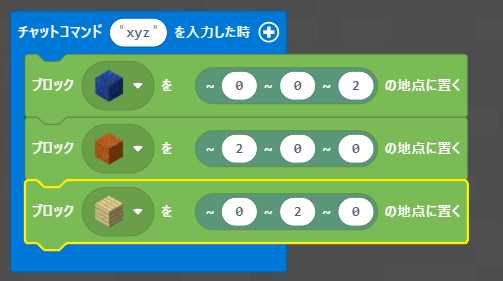 チャットコマンド "xyz" を入力した時
ブロック を ~ 0 ~ 0 ~ 2 の地点に置く
ブロック を ~ 2 ~ 0 ~ 0 の地点に置く
ブロック を ~ 0 ~ 2 ~ 0 の地点に置く